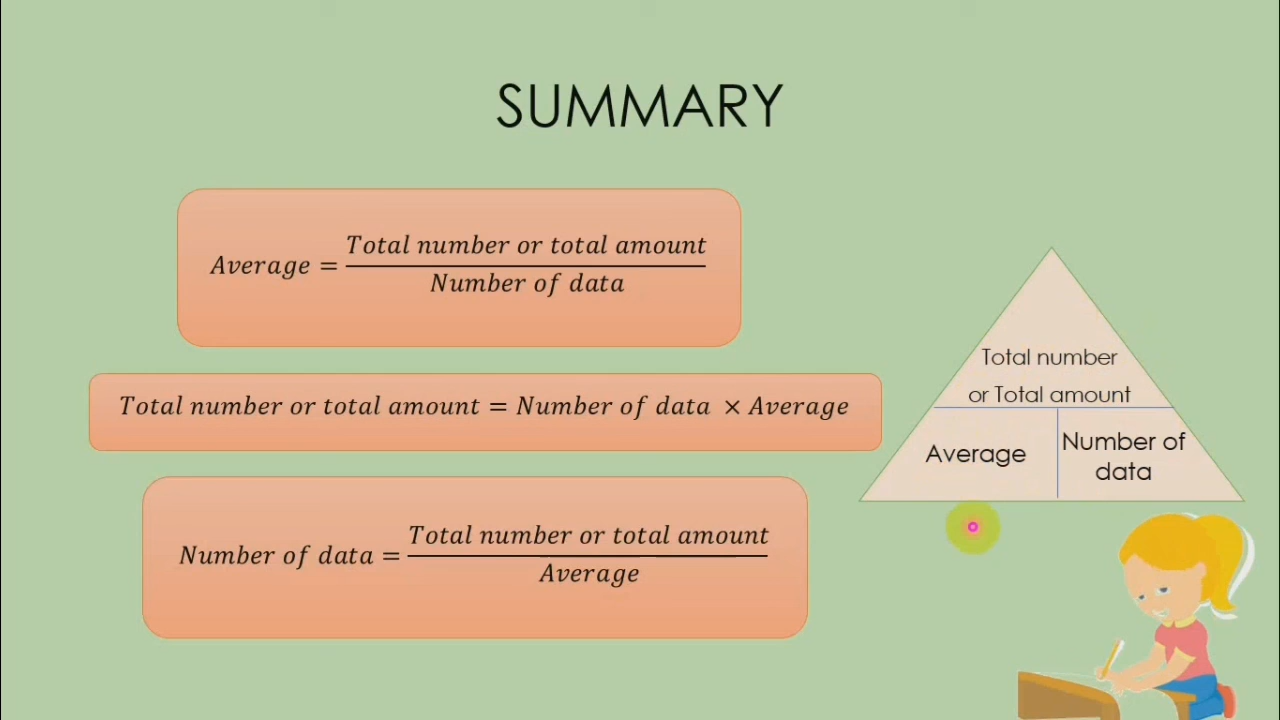 SUMMARY
Average = Total number or total amount / Number of data
Total number or total amount = Number of data × Average
Number of data = Total number or total amount / Average
Total number
or Total amount
Average
Number of
data